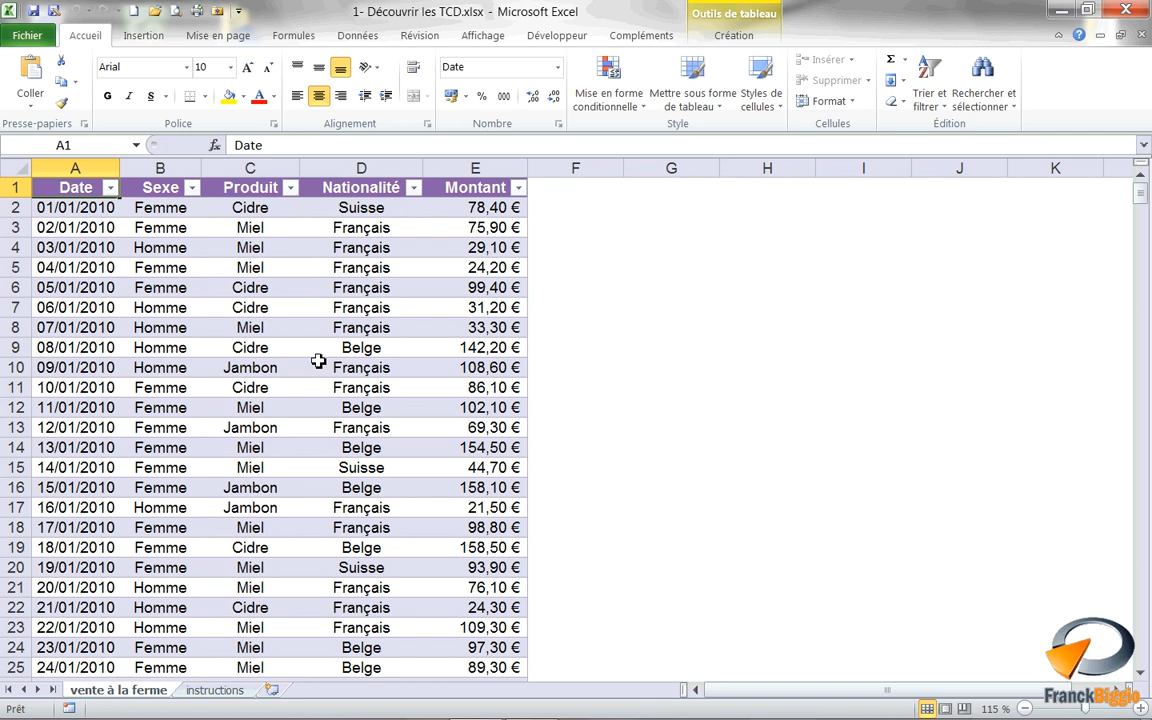 1- Découvrir les TCD.xlsx - Microsoft Excel
Outils de tableau
Fichier Accueil Insertion Mise en page Formules Données Révision Affichage Développeur Compléments Création
Coller
Presse-papiers
Arial 10
G I S
Police
Alignement
Date
% 000
Nombre
Mise en forme conditionnelle
Mettre sous forme de tableau
Styles de cellules
Style
Insérer
Supprimer
Format
Cellules
Trier et filtrer
Rechercher et sélectionner
Édition
A1 fx Date
A B C D E F G H I J K
1 Date Sexe Produit Nationalité Montant
2 01/01/2010 Femme Cidre Suisse 78,40 €
3 02/01/2010 Femme Miel Français 75,90 €
4 03/01/2010 Homme Miel Français 29,10 €
5 04/01/2010 Femme Miel Français 24,20 €
6 05/01/2010 Femme Cidre Français 99,40 €
7 06/01/2010 Homme Cidre Français 31,20 €
8 07/01/2010 Homme Miel Français 33,30 €
9 08/01/2010 Homme Cidre Belge 142,20 €
10 09/01/2010 Homme Jambon Français 108,60 €
11 10/01/2010 Femme Cidre Français 86,10 €
12 11/01/2010 Femme Miel Belge 102,10 €
13 12/01/2010 Femme Jambon Français 69,30 €
14 13/01/2010 Femme Miel Belge 154,50 €
15 14/01/2010 Femme Miel Suisse 44,70 €
16 15/01/2010 Femme Jambon Belge 158,10 €
17 16/01/2010 Homme Jambon Français 21,50 €
18 17/01/2010 Femme Miel Français 98,80 €
19 18/01/2010 Femme Cidre Belge 158,50 €
20 19/01/2010 Femme Miel Suisse 93,90 €
21 20/01/2010 Homme Miel Français 76,10 €
22 21/01/2010 Homme Cidre Français 24,30 €
23 22/01/2010 Homme Miel Français 109,30 €
24 23/01/2010 Femme Miel Belge 97,30 €
25 24/01/2010 Femme Miel Belge 89,30 €
FranckBiggio
vente à la ferme instructions
Prêt 115 %